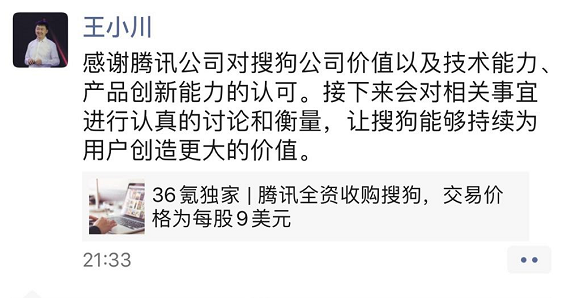 王小川
感谢腾讯公司对搜狗公司价值以及技术能力、
产品创新能力的认可。接下来会对相关事宜
进行认真的讨论和衡量，让搜狗能够持续为
用户创造更大的价值。
36氪独家 | 腾讯全资收购搜狗，交易价
格为每股9美元
21:33